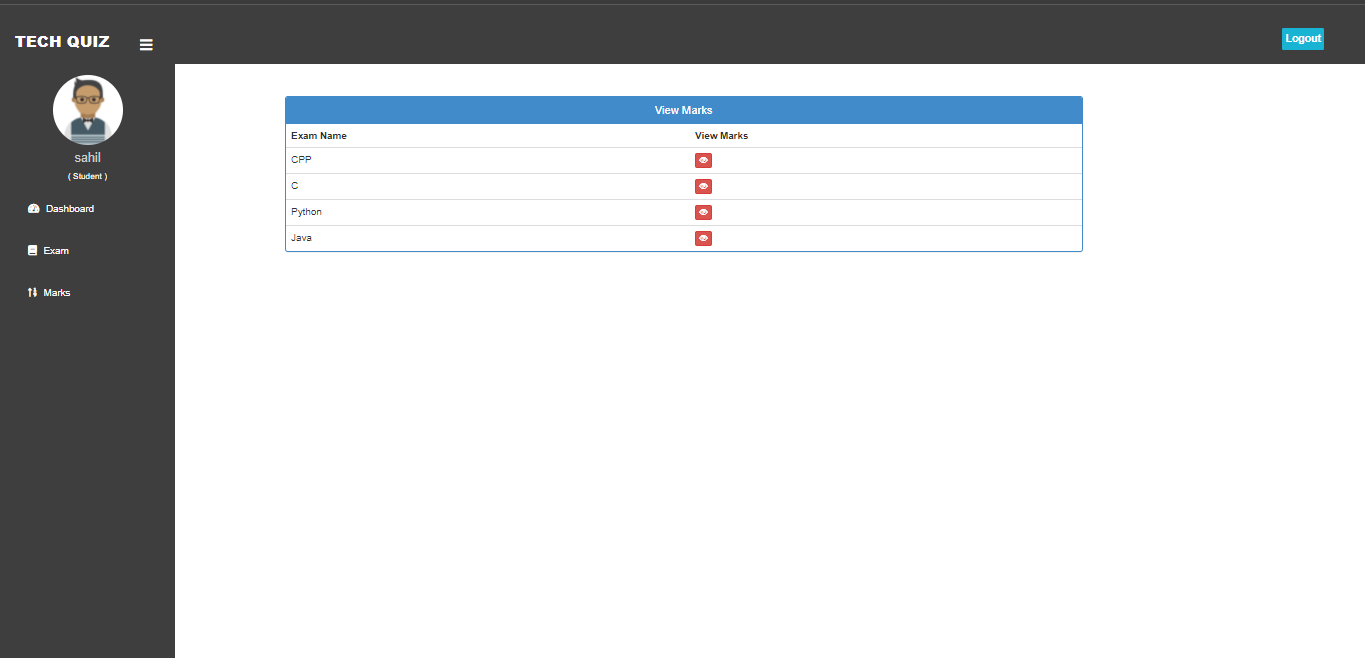 TECH QUIZ
Logout
sahil
( Student )
Dashboard
Exam
Marks
View Marks
Exam Name View Marks
CPP
C
Python
Java